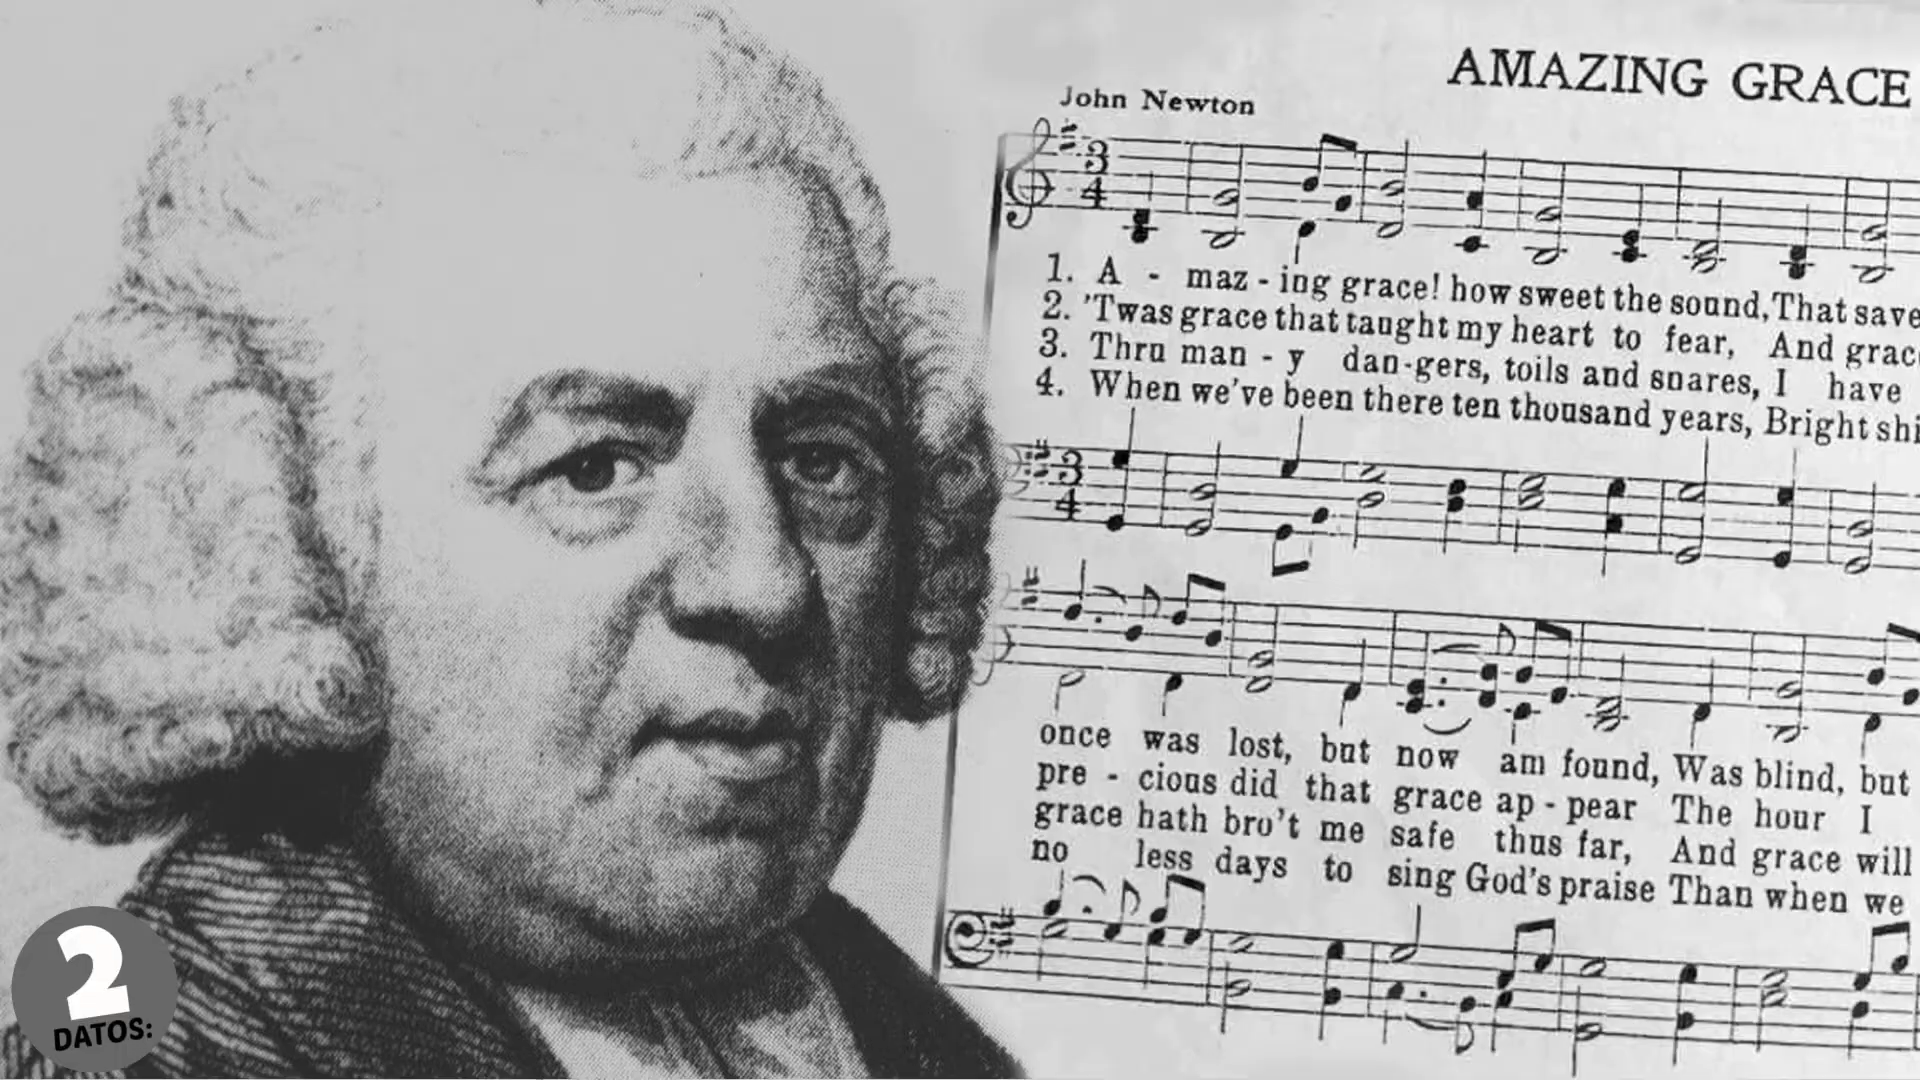 AMAZING GRACE
John Newton
3
4
1. A - maz - ing grace! how sweet the sound, That save
2. 'Twas grace that taught my heart to fear, And grac
3. Thru man - y dan - gers, toils and snares, I have
4. When we've been there ten thousand years, Bright shi
3
4
once was lost, but now am found, Was blind, but
pre - cious did that grace ap - pear The hour I
grace hath bro't me safe thus far, And grace will
no less days to sing God's praise Than when we
2
DATOS: